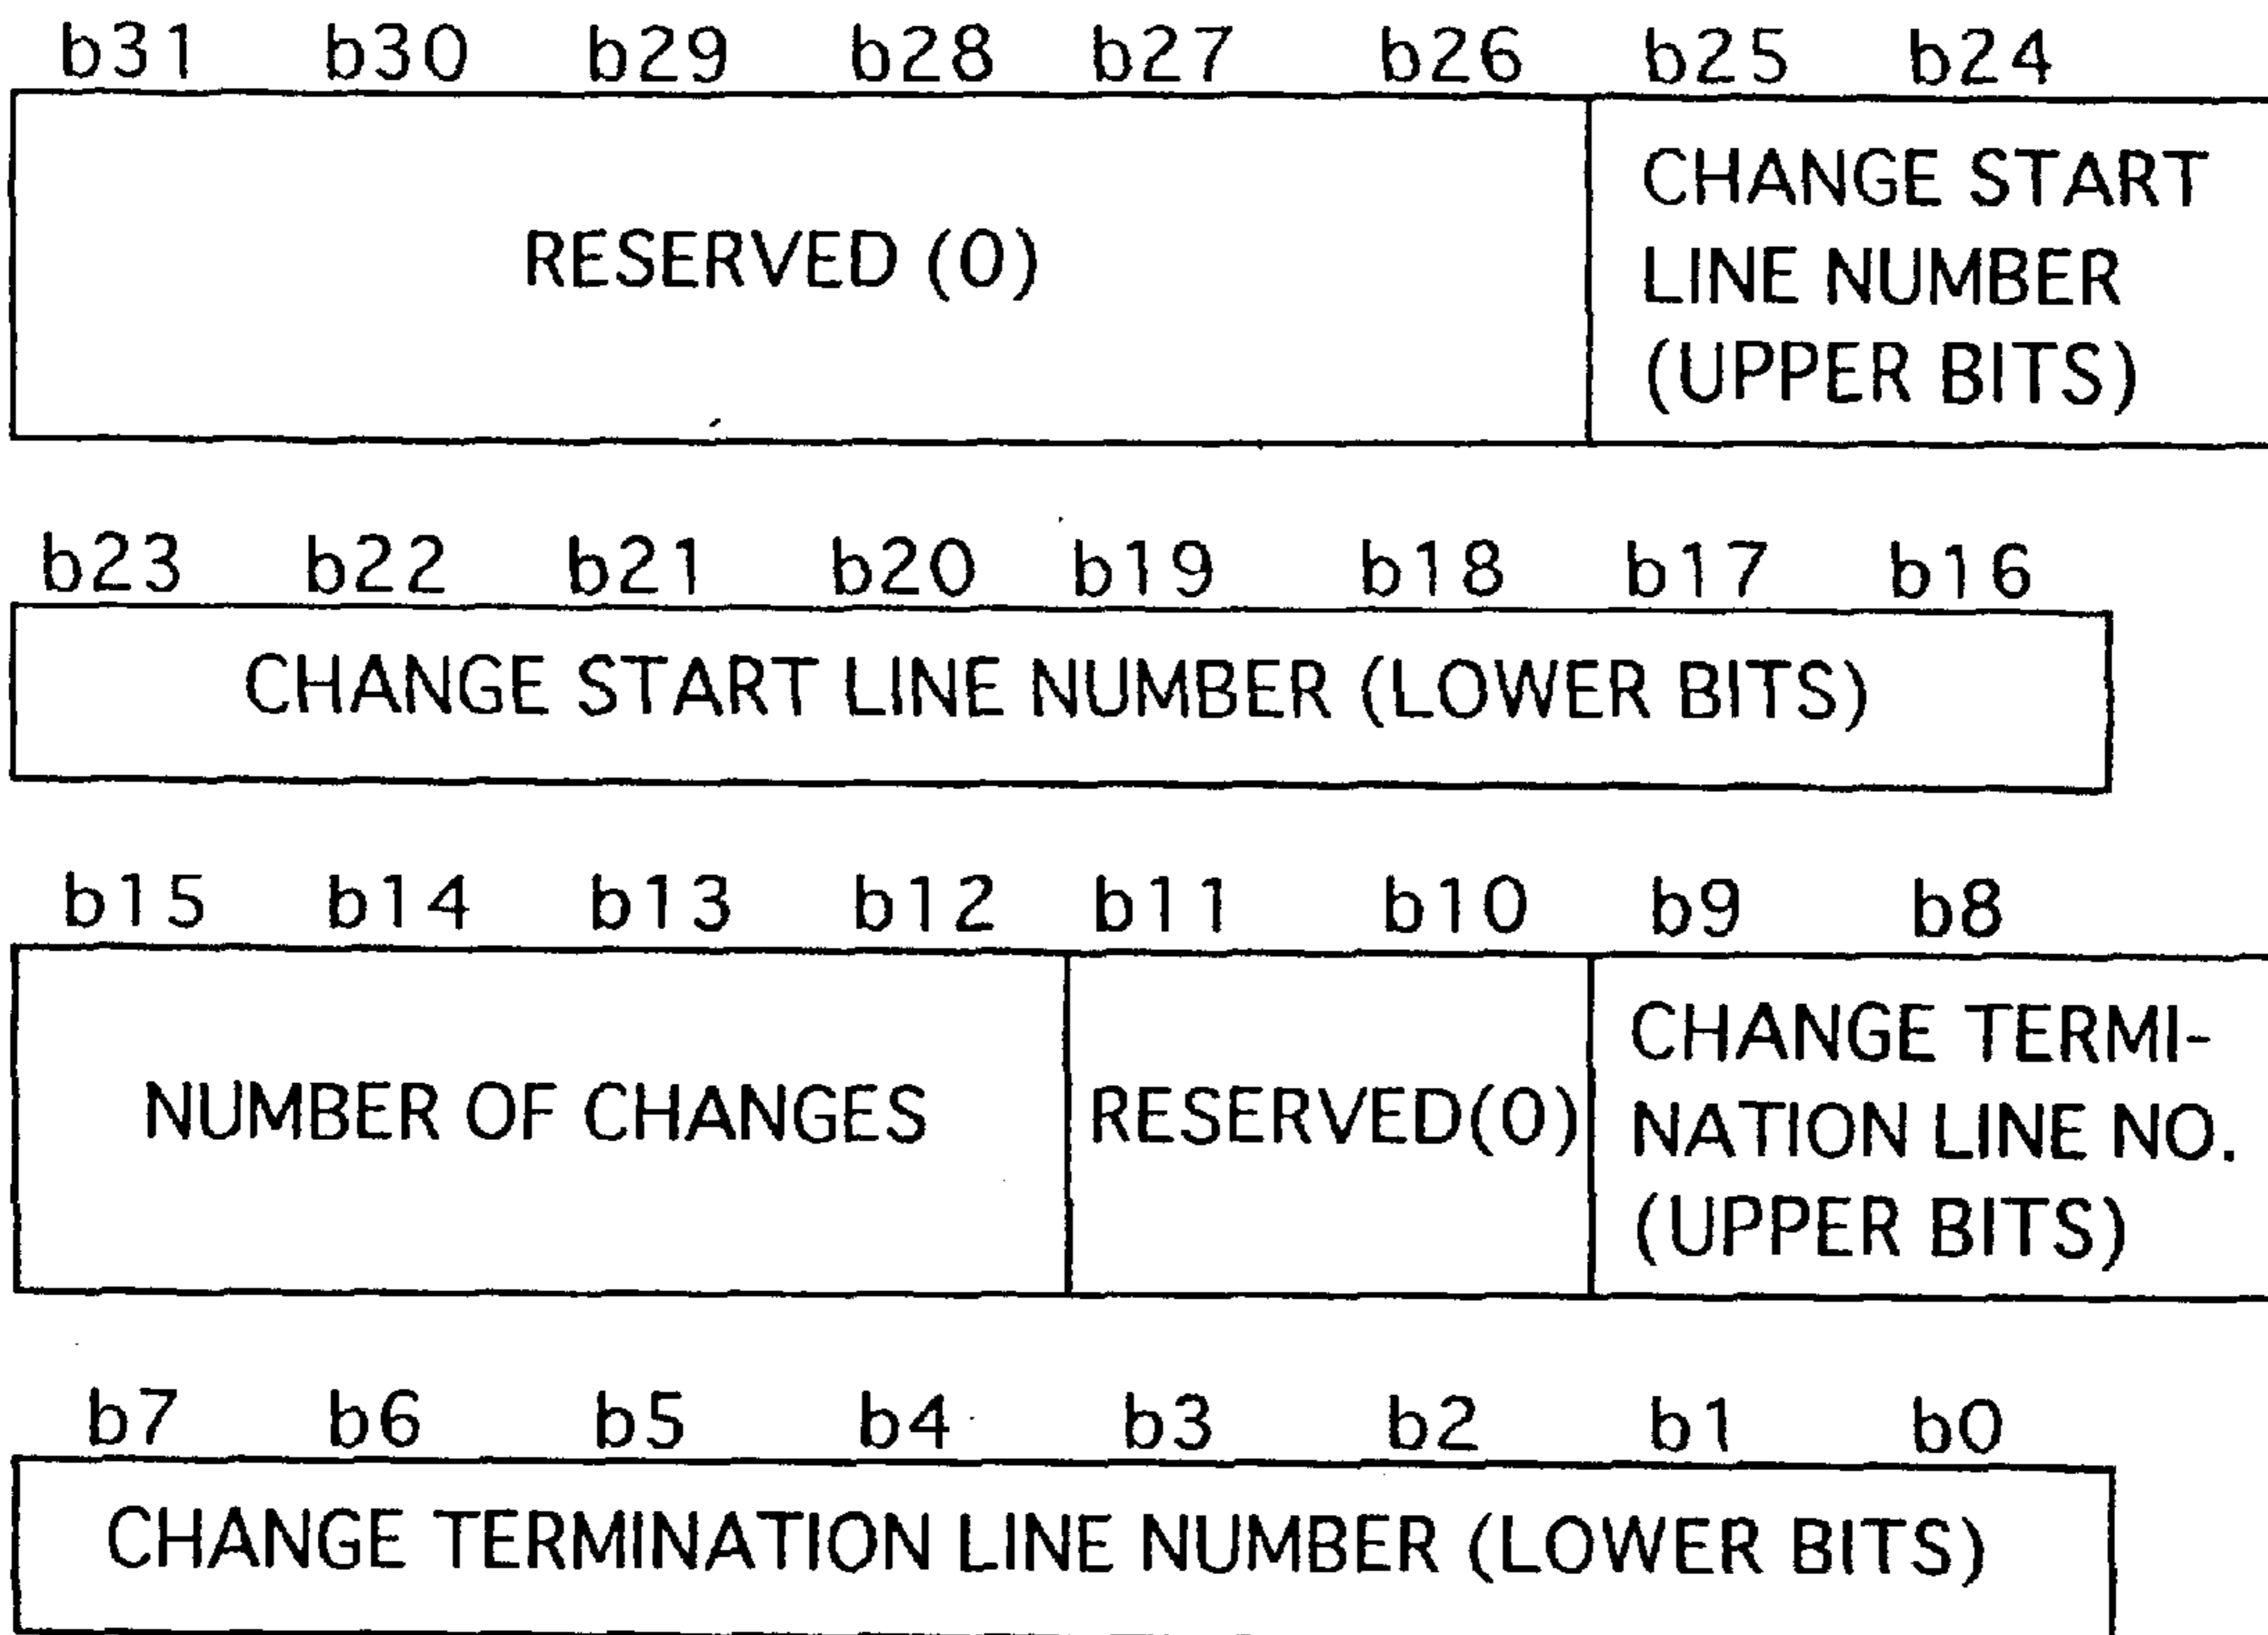 b31 b30 b29 b28 b27 b26 b25 b24
RESERVED (0)
CHANGE START
LINE NUMBER
(UPPER BITS)
b23 b22 b21 b20 b19 b18 b17 b16
CHANGE START LINE NUMBER (LOWER BITS)
b15 b14 b13 b12 b11 b10 b9 b8
NUMBER OF CHANGES
RESERVED(0)
CHANGE TERMI-
NATION LINE NO.
(UPPER BITS)
b7 b6 b5 b4 b3 b2 b1 b0
CHANGE TERMINATION LINE NUMBER (LOWER BITS)